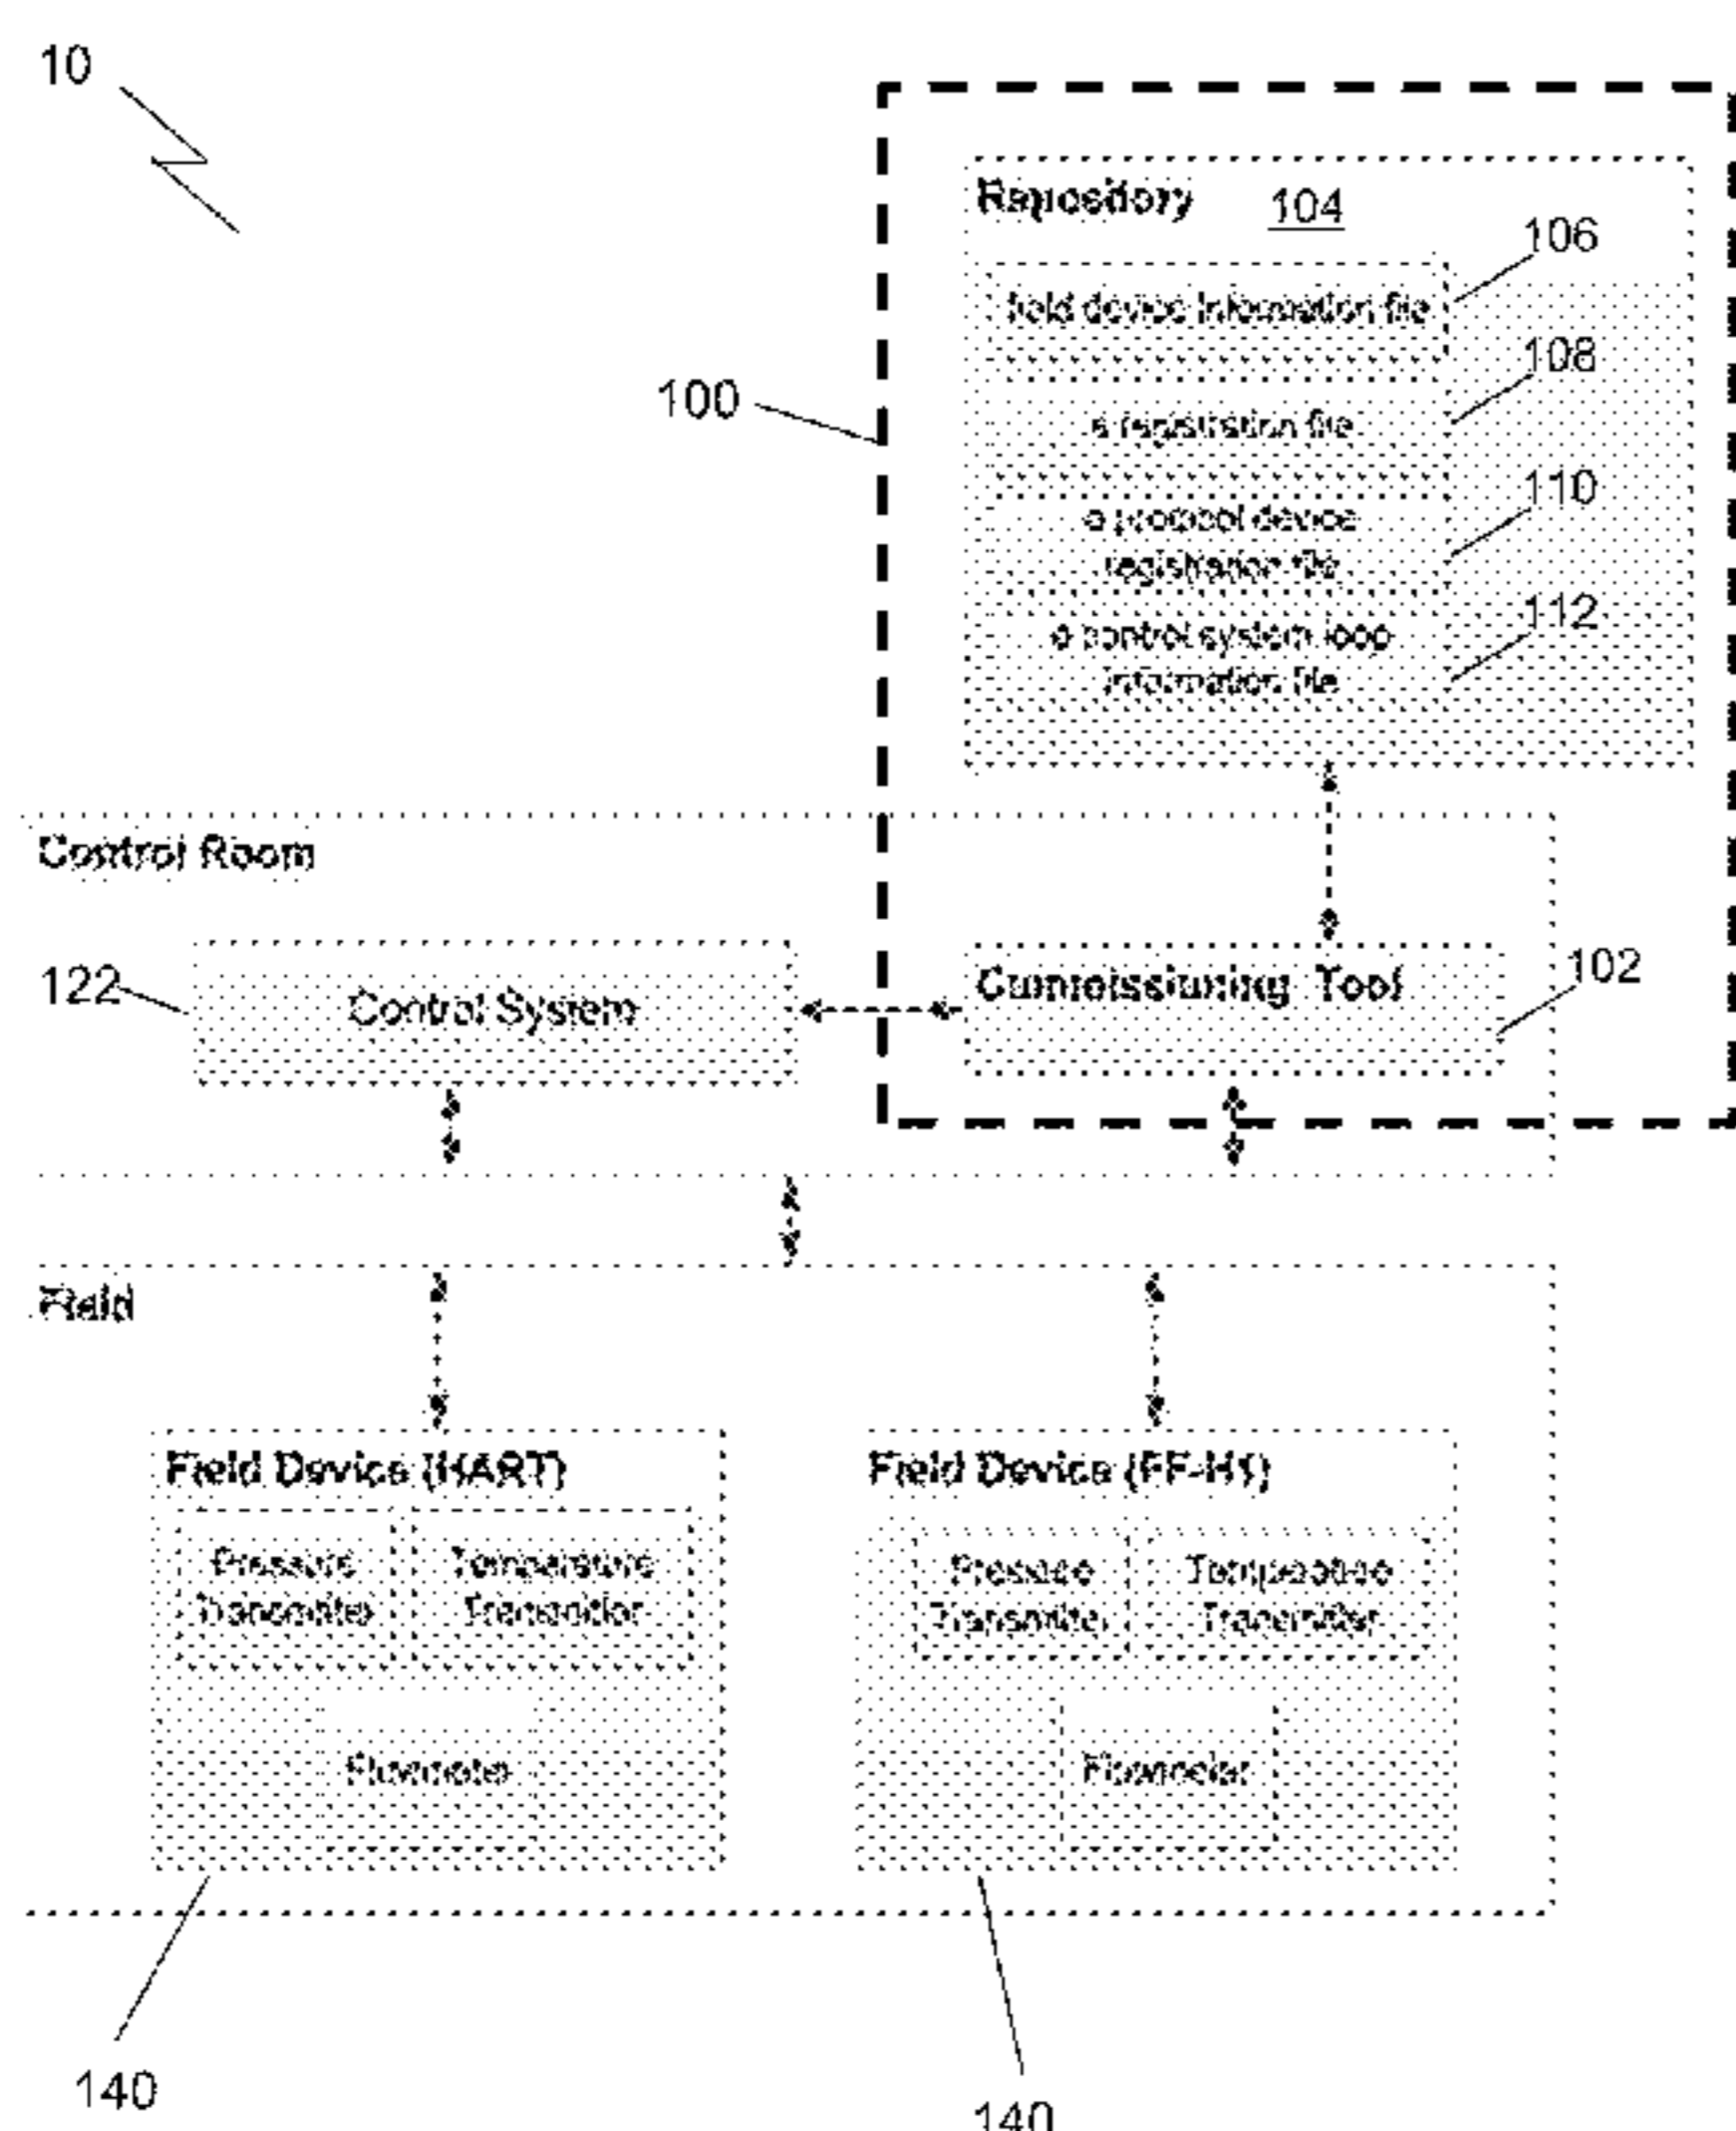 10
Repository 104
106
field device information file
108
100
a registration file
110
a protocol device
registration file
112
a control system loop
information file
Control Room
122
Control System
Commissioning Tool
102
Field
Field Device (HART)
Field Device (FF-H1)
Pressure
Transmitter
Temperature
Transmitter
Pressure
Transmitter
Temperature
Transmitter
Flowmeter
Flowmeter
140
140